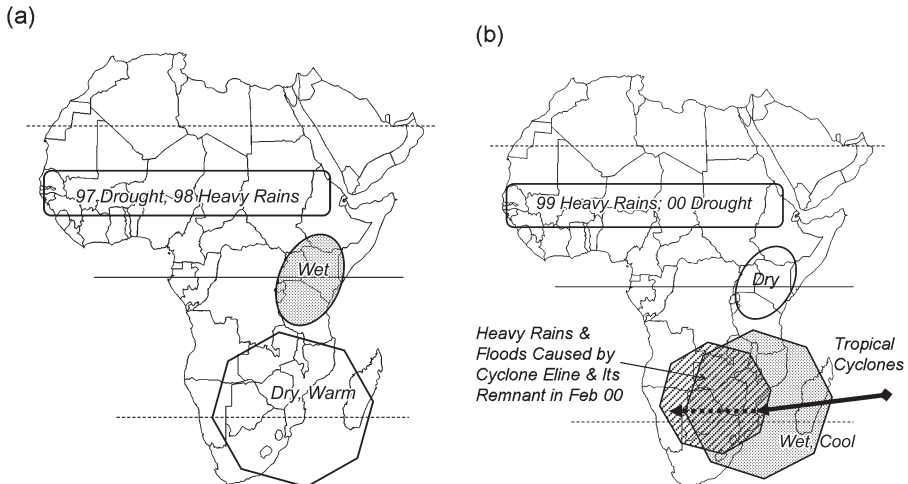 (a)
97 Drought; 98 Heavy Rains
Wet
Dry, Warm
(b)
99 Heavy Rains; 00 Drought
Dry
Heavy Rains &
Floods Caused by
Cyclone Eline & Its
Remnant in Feb 00
Tropical
Cyclones
Wet, Cool